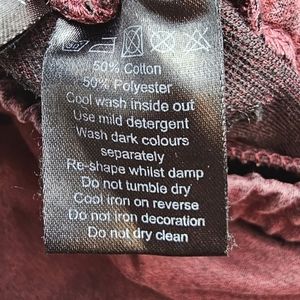 50% Cotton
50% Polyester
Cool wash inside out
Use mild detergent
Wash dark colours
separately
Re-shape whilst damp
Do not tumble dry
Cool iron on reverse
Do not iron decoration
Do not dry clean